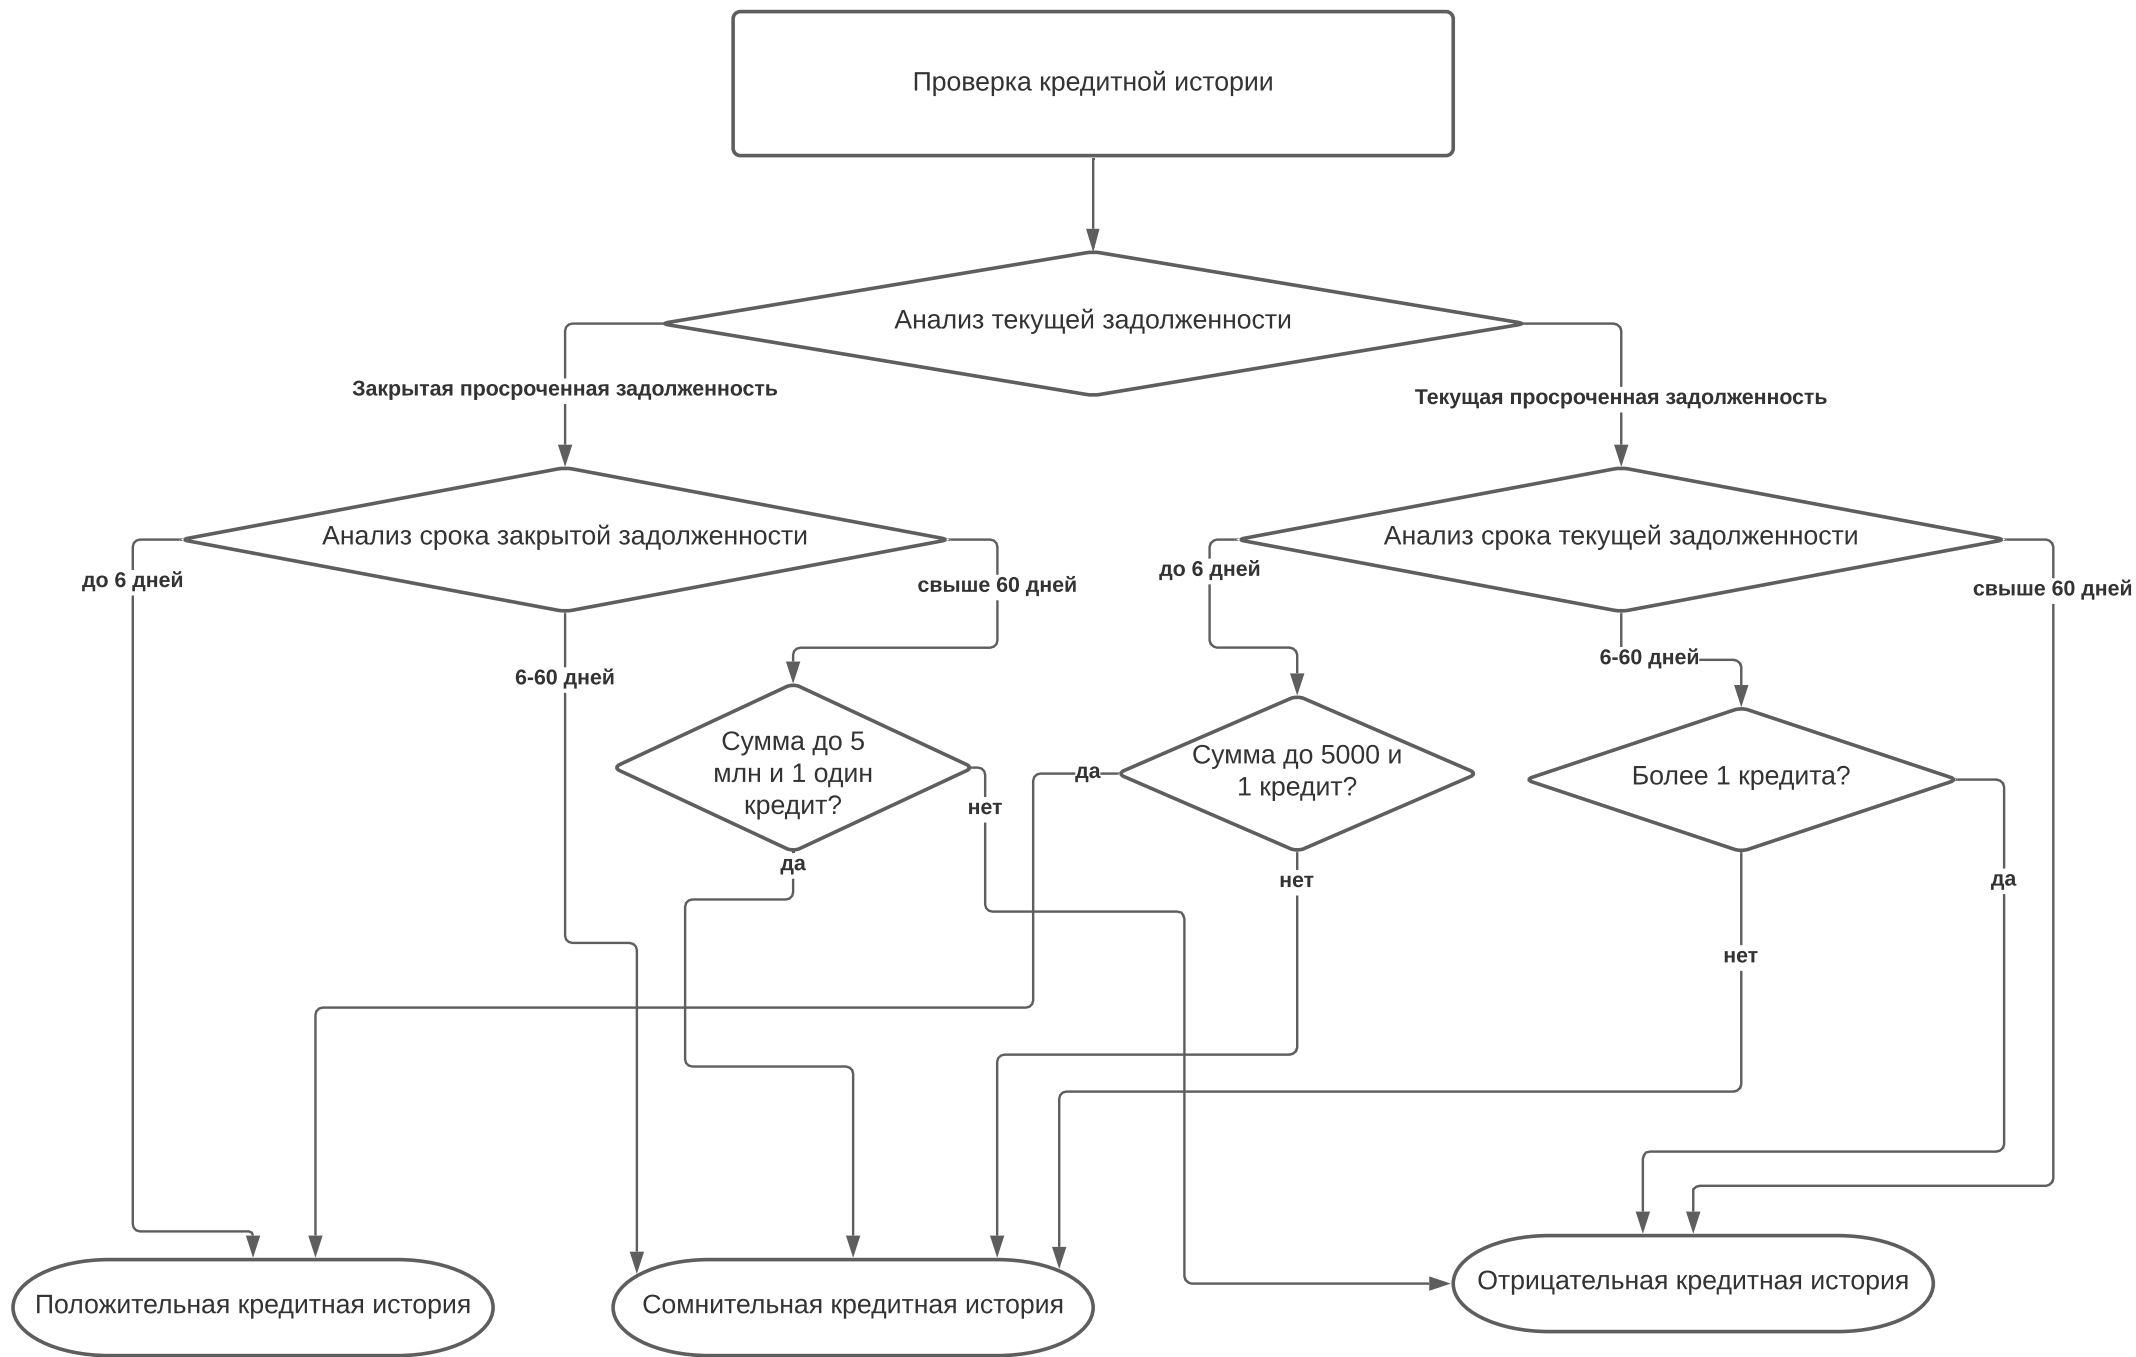 Проверка кредитной истории
Анализ текущей задолженности
Закрытая просроченная задолженность
Текущая просроченная задолженность
Анализ срока закрытой задолженности
Анализ срока текущей задолженности
до 6 дней
свыше 60 дней
до 6 дней
свыше 60 дней
6-60 дней
6-60 дней
Сумма до 5
млн и 1 один
кредит?
Сумма до 5000 и
1 кредит?
Более 1 кредита?
да
нет
да
нет
да
нет
Положительная кредитная история
Сомнительная кредитная история
Отрицательная кредитная история